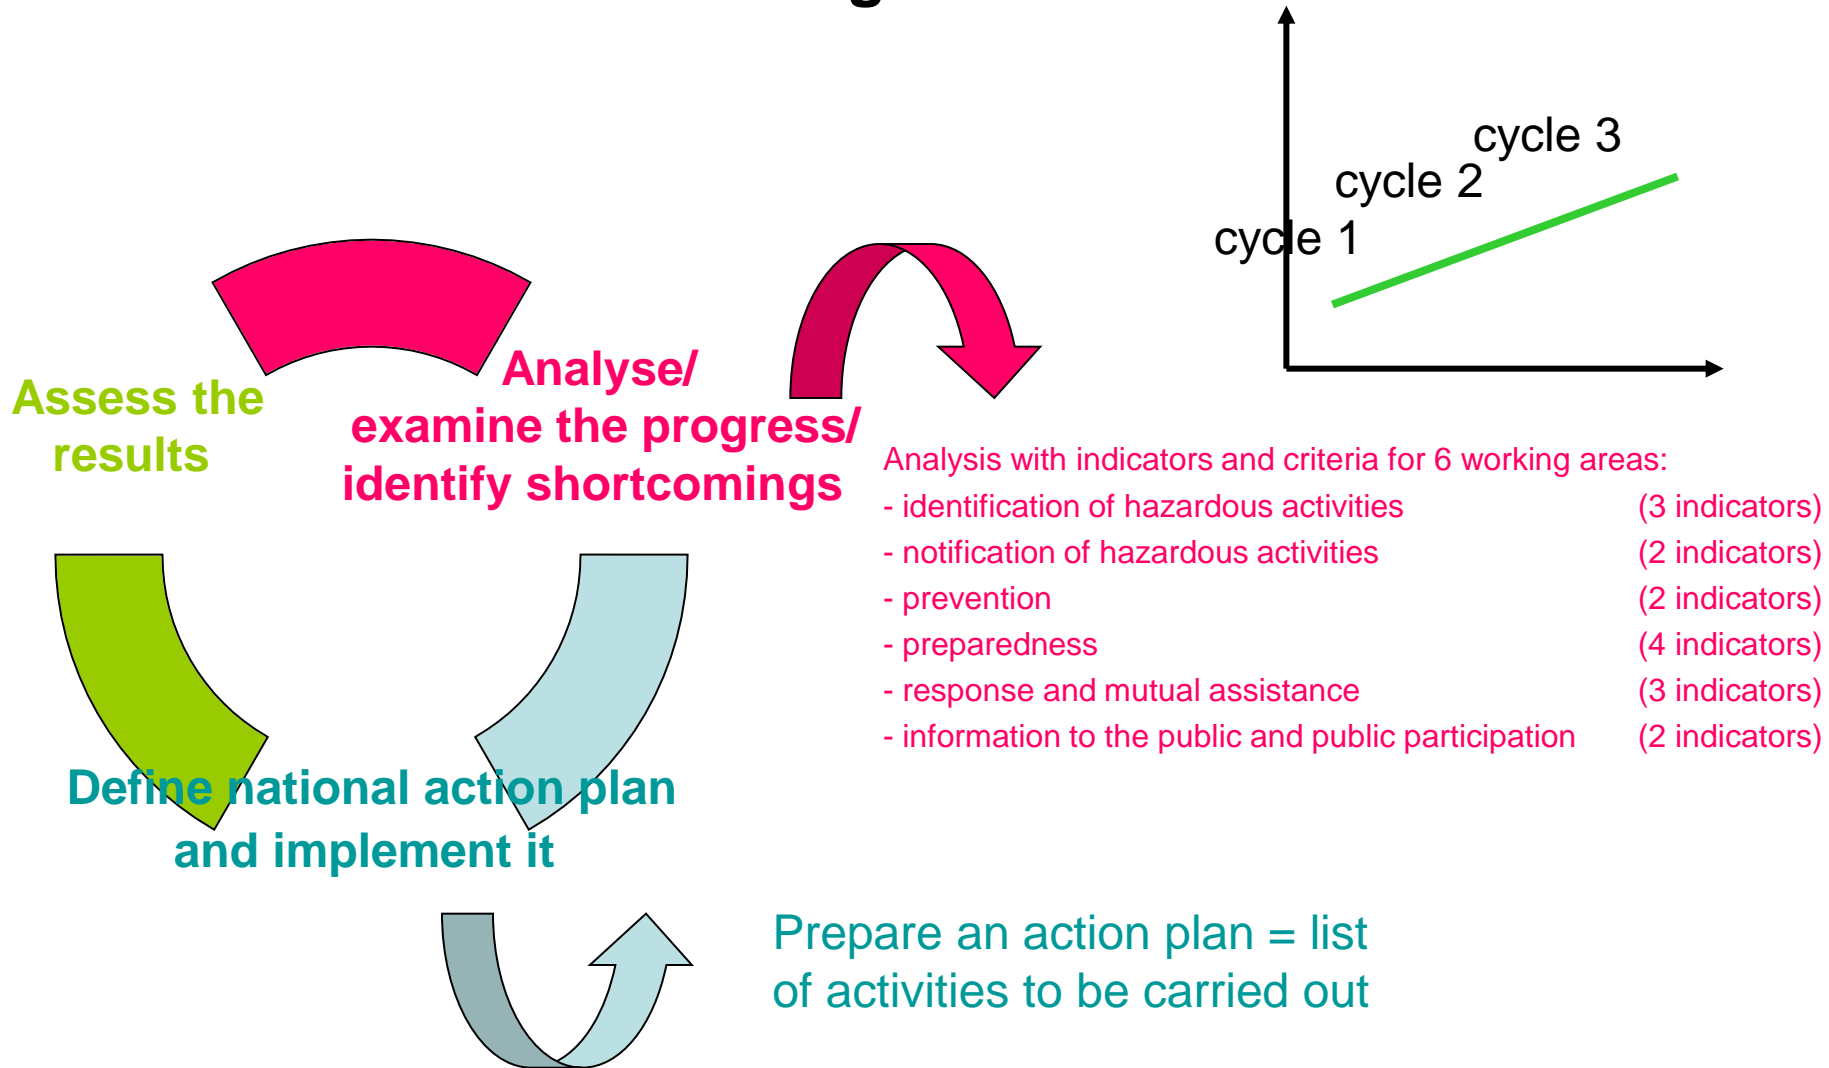 cycle 3
cycle 2
cycle 1
Assess the
results
Analyse/
examine the progress/
identify shortcomings
Analysis with indicators and criteria for 6 working areas:
- identification of hazardous activities (3 indicators)
- notification of hazardous activities (2 indicators)
- prevention (2 indicators)
- preparedness (4 indicators)
- response and mutual assistance (3 indicators)
- information to the public and public participation (2 indicators)
Define national action plan
and implement it
Prepare an action plan = list
of activities to be carried out